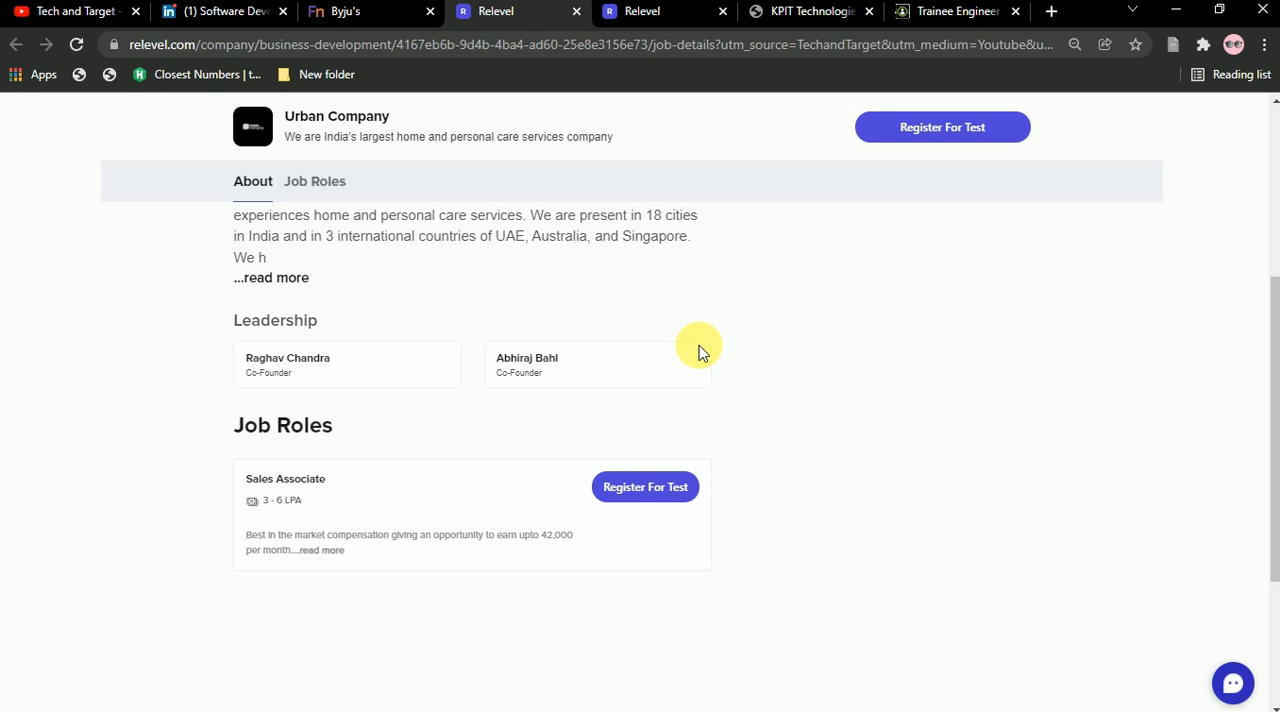 Tech and Target -
(1) Software Deve
Byju's
Relevel
Relevel
KPIT Technologie
Trainee Engineer
relevel.com/company/business-development/4167eb6b-9d4b-4ba4-ad60-25e8e3156e73/job-details?utm_source=TechandTarget&utm_medium=Youtube&u...
Apps
Closest Numbers | t...
New folder
Reading list
Urban Company
We are India's largest home and personal care services company
Register For Test
About Job Roles
experiences home and personal care services. We are present in 18 cities
in India and in 3 international countries of UAE, Australia, and Singapore.
We h
...read more
Leadership
Raghav Chandra
Co-Founder
Abhiraj Bahl
Co-Founder
Job Roles
Sales Associate
3 - 6 LPA
Register For Test
Best in the market compensation giving an opportunity to earn upto 42,000
per month....read more